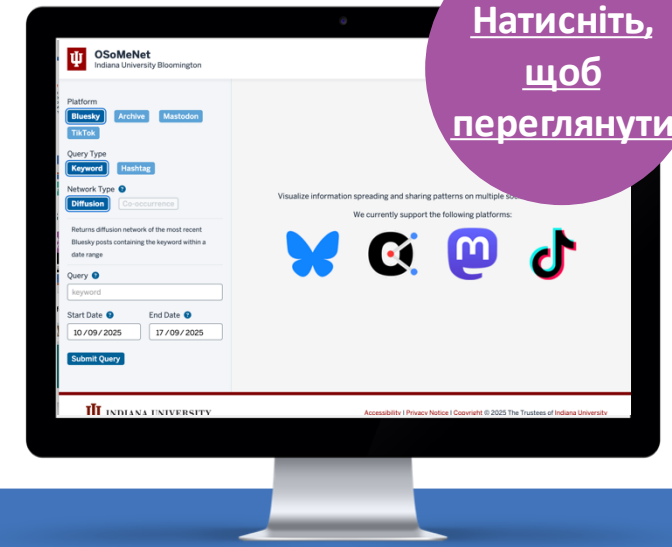 Натисніть,
щоб
переглянути
OSoMeNet
Indiana University Bloomington
Platform
Bluesky Archive Mastodon
TikTok
Query Type
Keyword Hashtag
Network Type
Diffusion Co-occurrence
Returns diffusion network of the most recent
Bluesky posts containing the keyword within a
date range
Query
keyword
Start Date End Date
10/09/2025 17/09/2025
Submit Query
Visualize information spreading and sharing patterns on multiple
We currently support the following platforms:
INDIANA UNIVERSITY
Accessibility | Privacy Notice | Copyright © 2025 The Trustees of Indiana University